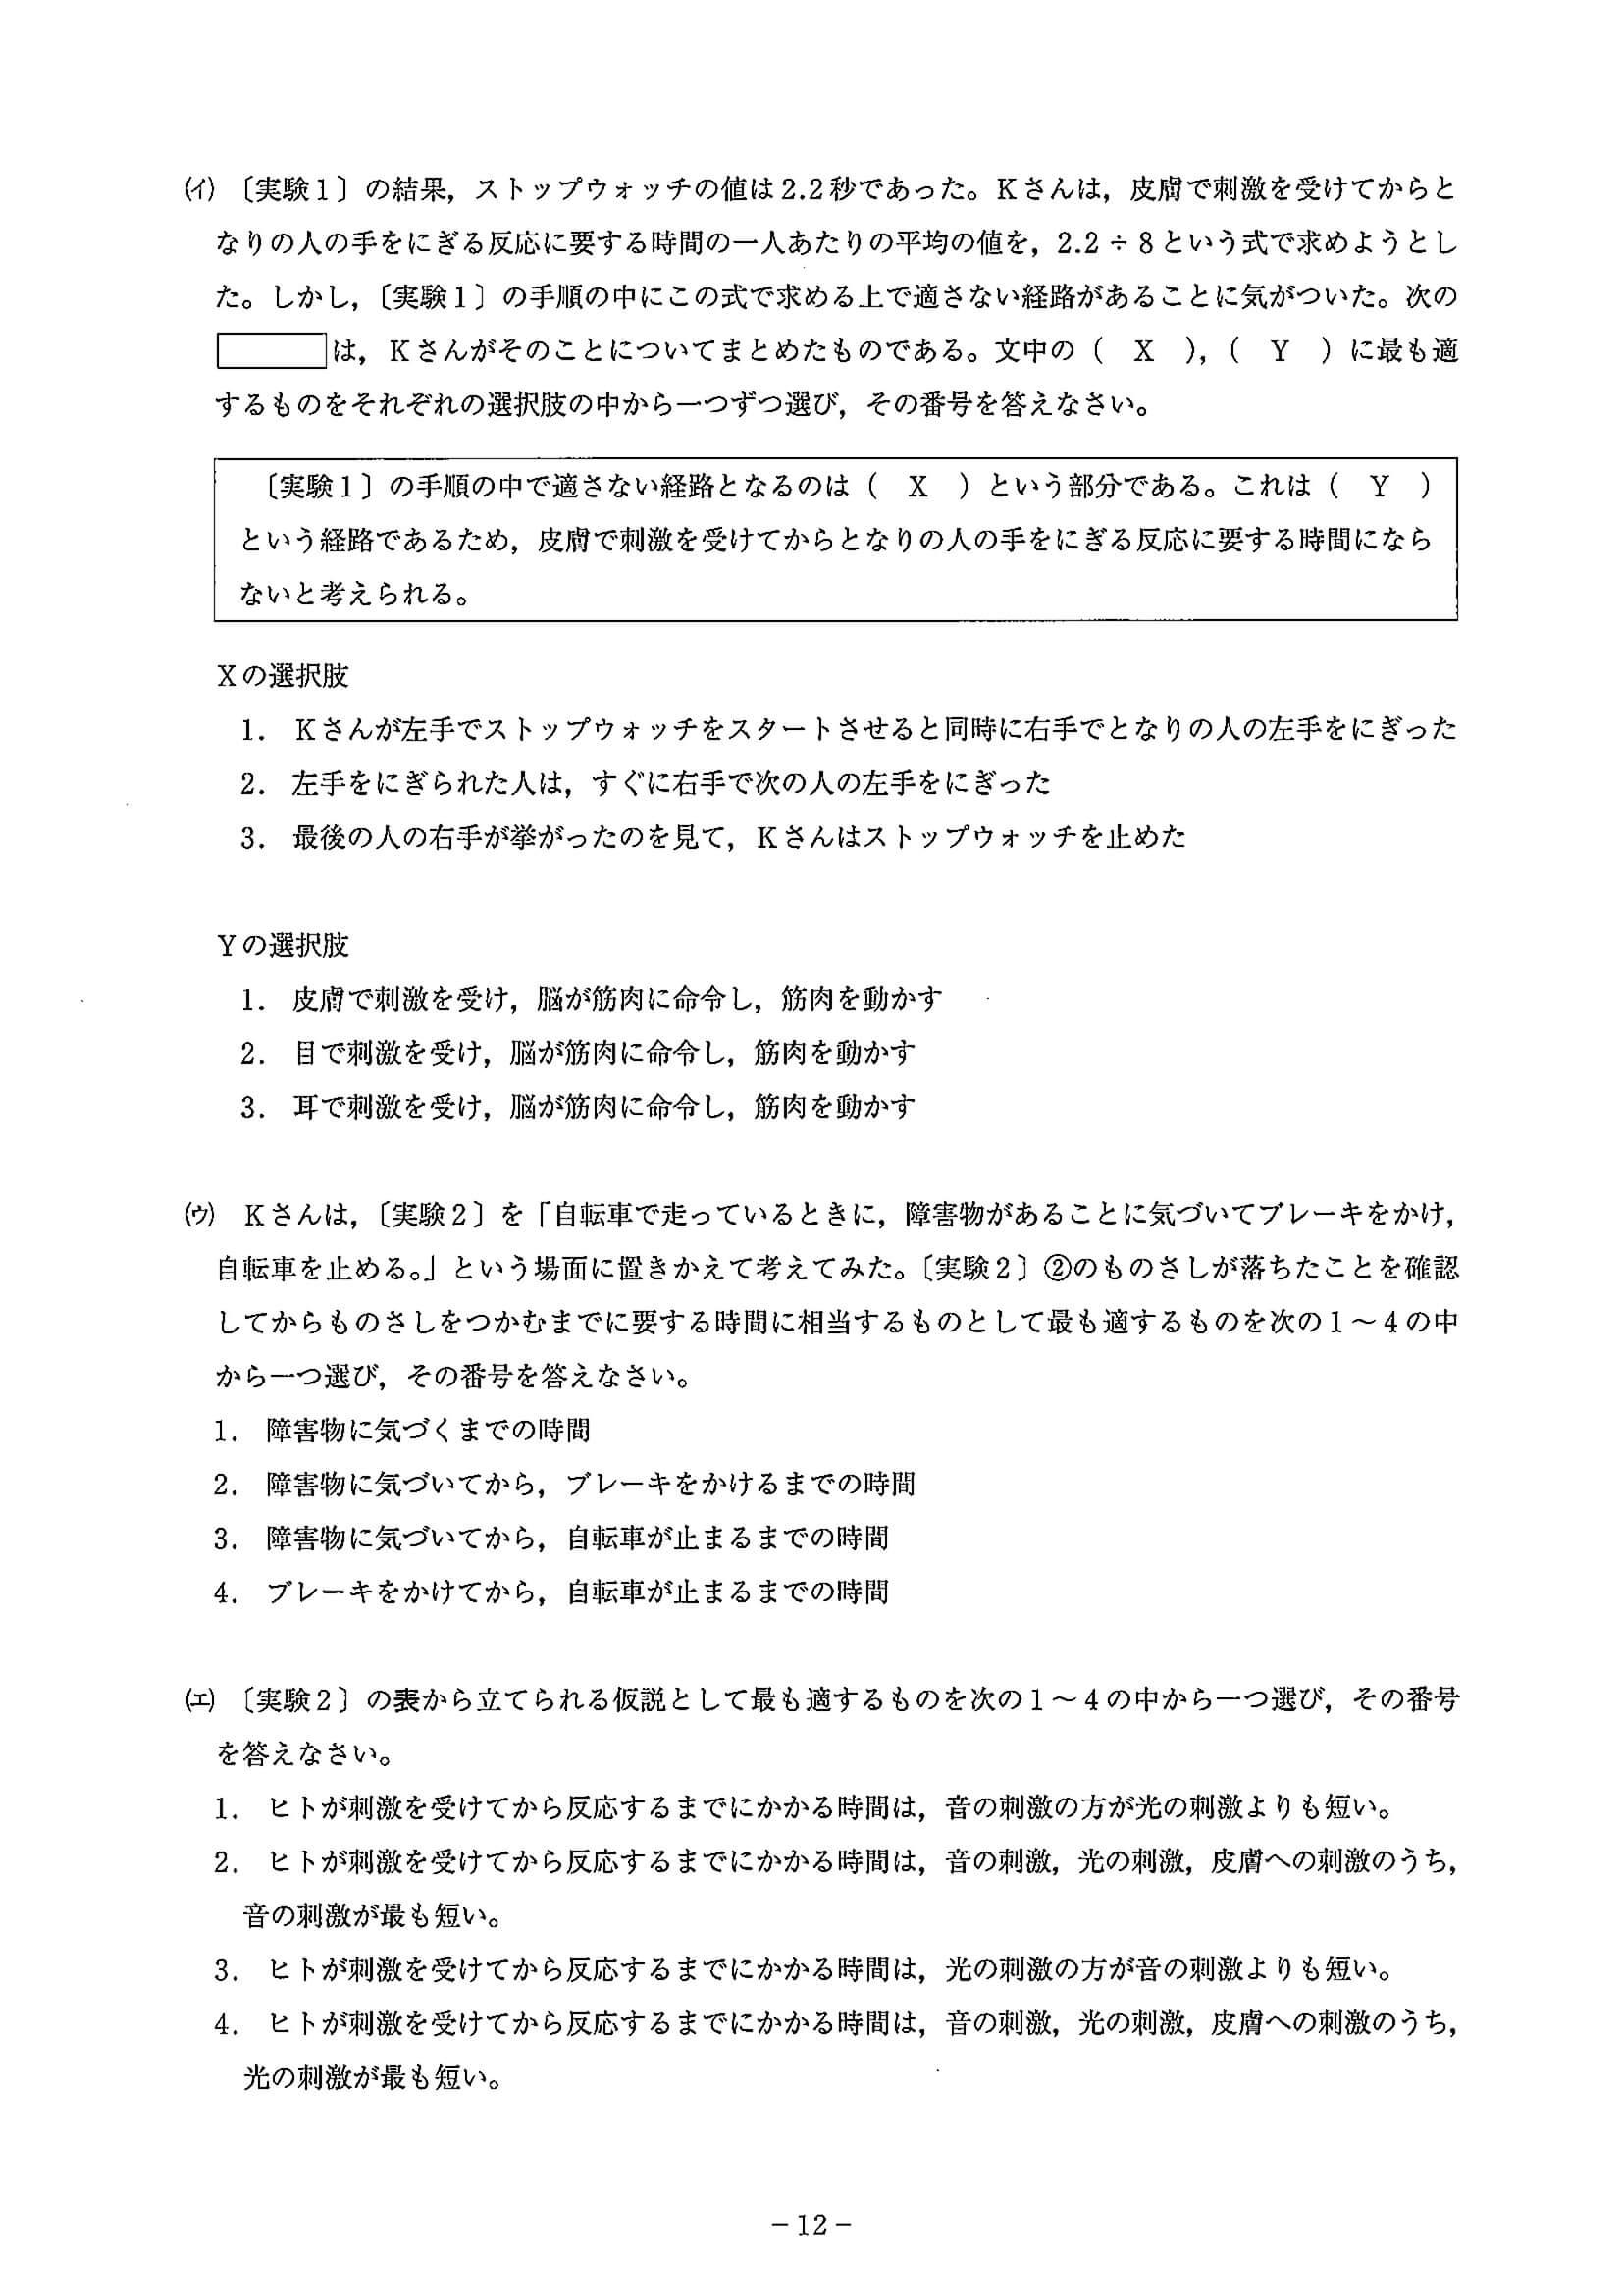 (イ) 〔実験1〕の結果，ストップウォッチの値は2.2秒であった。Kさんは，皮膚で刺激を受けてからと
なりの人の手をにぎる反応に要する時間の一人あたりの平均の値を，2.2÷8という式で求めようとし
た。しかし，〔実験1〕の手順の中にこの式で求める上で適さない経路があることに気がついた。次の
は，Kさんがそのことについてまとめたものである。文中の（ X ），（ Y ）に最も適
するものをそれぞれの選択肢の中から一つずつ選び，その番号を答えなさい。
〔実験1〕の手順の中で適さない経路となるのは（ X ）という部分である。これは（ Y ）
という経路であるため，皮膚で刺激を受けてからとなりの人の手をにぎる反応に要する時間になら
ないと考えられる。
Xの選択肢
1. Kさんが左手でストップウォッチをスタートさせると同時に右手でとなりの人の左手をにぎった
2. 左手をにぎられた人は，すぐに右手で次の人の左手をにぎった
3. 最後の人の右手が挙がったのを見て，Kさんはストップウォッチを止めた
Yの選択肢
1. 皮膚で刺激を受け，脳が筋肉に命令し，筋肉を動かす
2. 目で刺激を受け，脳が筋肉に命令し，筋肉を動かす
3. 耳で刺激を受け，脳が筋肉に命令し，筋肉を動かす
(ウ) Kさんは，〔実験2〕を「自転車で走っているときに，障害物があることに気づいてブレーキをかけ，
自転車を止める。」という場面に置きかえて考えてみた。〔実験2〕②のものさしが落ちたことを確認
してからものさしをつかむまでに要する時間に相当するものとして最も適するものを次の1～4の中
から一つ選び，その番号を答えなさい。
1. 障害物に気づくまでの時間
2. 障害物に気づいてから，ブレーキをかけるまでの時間
3. 障害物に気づいてから，自転車が止まるまでの時間
4. ブレーキをかけてから，自転車が止まるまでの時間
(エ) 〔実験2〕の表から立てられる仮説として最も適するものを次の1～4の中から一つ選び，その番号
を答えなさい。
1. ヒトが刺激を受けてから反応するまでにかかる時間は，音の刺激の方が光の刺激よりも短い。
2. ヒトが刺激を受けてから反応するまでにかかる時間は，音の刺激，光の刺激，皮膚への刺激のうち，
音の刺激が最も短い。
3. ヒトが刺激を受けてから反応するまでにかかる時間は，光の刺激の方が音の刺激よりも短い。
4. ヒトが刺激を受けてから反応するまでにかかる時間は，音の刺激，光の刺激，皮膚への刺激のうち，
光の刺激が最も短い。
－12－